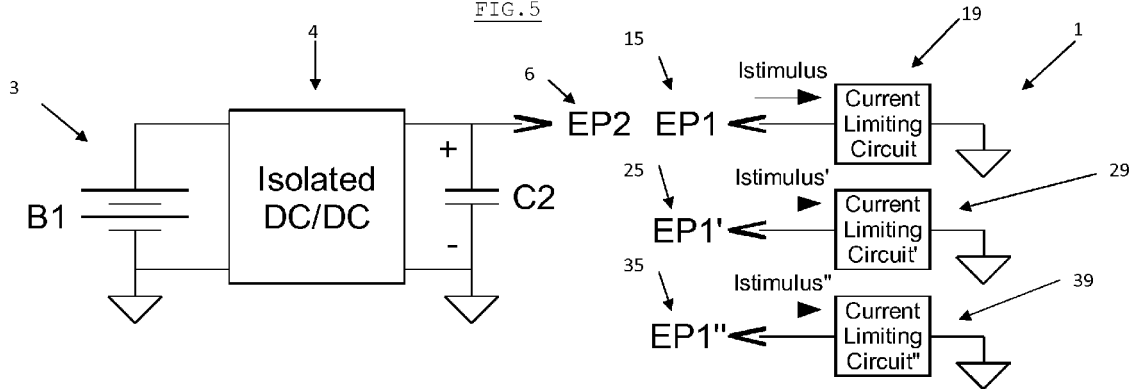 FIG.5
3
4
6
15
19
1
B1
Isolated
DC/DC
+
-
C2
EP2
EP1
Istimulus
Current
Limiting
Circuit
25
EP1'
Istimulus'
Current
Limiting
Circuit'
29
35
EP1"
Istimulus"
Current
Limiting
Circuit"
39